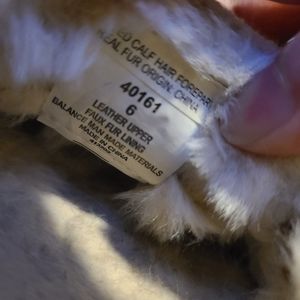 ED CALF HAIR FOREPART
REAL FUR ORIGIN: CHINA
40161
6
LEATHER UPPER
FAUX FUR LINING
BALANCE MAN MADE MATERIALS
MADE IN CHINA